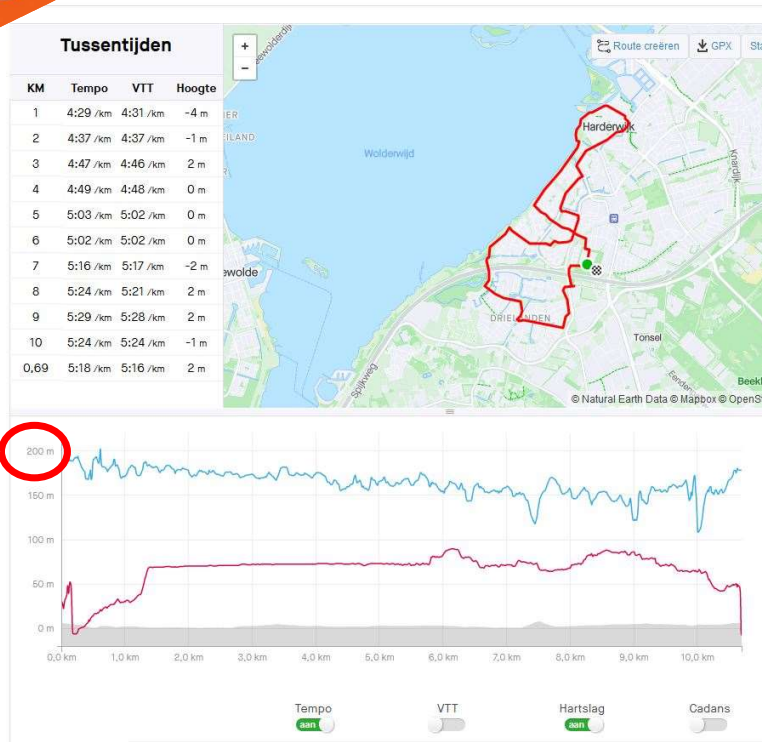 Tussentijden
KM Tempo VTT Hoogte
1 4:29 /km 4:31 /km -4 m
2 4:37 /km 4:37 /km -1 m
3 4:47 /km 4:46 /km 2 m
4 4:49 /km 4:48 /km 0 m
5 5:03 /km 5:02 /km 0 m
6 5:02 /km 5:02 /km 0 m
7 5:16 /km 5:17 /km -2 m
8 5:24 /km 5:21 /km 2 m
9 5:29 /km 5:28 /km 2 m
10 5:24 /km 5:24 /km -1 m
0,69 5:18 /km 5:16 /km 2 m
+
-
Route creëren
GPX
Sta
Harderwijk
Wolderwijd
Knardijk
ewolde
DRIELANDEN
Tonsel
Spijkweg
Beekl
© Natural Earth Data © Mapbox © OpenSt
200 m
150 m
100 m
50 m
0 m
0,0 km 1,0 km 2,0 km 3,0 km 4,0 km 5,0 km 6,0 km 7,0 km 8,0 km 9,0 km 10,0 km
Tempo VTT Hartslag Cadans
aan aan